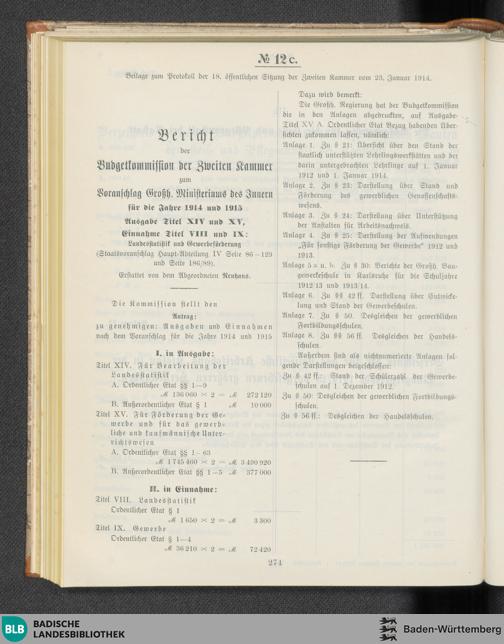 № 12c.
Beilage zum Protokoll der 18. öffentlichen Sitzung der Zweiten Kammer vom 23. Januar 1914.
Bericht
der
Budgetkommission der Zweiten Kammer
zum
Voranschlag Großh. Ministeriums des Innern
für die Jahre 1914 und 1915
Ausgabe Titel XIV und XV,
Einnahme Titel VIII und IX:
Landesstatistik und Gewerbeförderung
(Staatsvoranschlag Haupt-Abteilung IV Seite 86–129
und Seite 186/89).
Erstattet von dem Abgeordneten Neuhaus.
Die Kommission stellt den
Antrag:
zu genehmigen: Ausgaben und Einnahmen
nach dem Voranschlag für die Jahre 1914 und 1915
I. in Ausgabe:
Titel XIV. Für Bearbeitung der
Landesstatistik
A. Ordentlicher Etat §§ 1–9
ℳ 136 060 × 2 = ℳ 272 120
B. Außerordentlicher Etat § 1 ℳ 10 000
Titel XV. Für Förderung der Ge-
werbe und für das gewerb-
liche und kaufmännische Unter-
richtswesen
A. Ordentlicher Etat §§ 1–63
ℳ 1 745 460 × 2 = ℳ 3 490 920
B. Außerordentlicher Etat §§ 1–5 ℳ 377 000
II. in Einnahme:
Titel VIII. Landesstatistik
Ordentlicher Etat § 1
ℳ 1 650 × 2 = ℳ 3 300
Titel IX. Gewerbe
Ordentlicher Etat § 1–4
ℳ 36 210 × 2 = ℳ 72 420
Dazu wird bemerkt:
Die Großh. Regierung hat der Budgetkommission
die in den Anlagen abgedruckten, auf Ausgabe-
Titel XV A. Ordentlicher Etat Bezug habenden Über-
sichten zukommen lassen, nämlich:
Anlage 1. Zu § 21: Übersicht über den Stand der
staatlich unterstützten Lehrlingswerkstätten und der
darin untergebrachten Lehrlinge auf 1. Januar
1912 und 1. Januar 1914.
Anlage 2. Zu § 23: Darstellung über Stand und
Förderung des gewerblichen Genossenschafts-
wesens.
Anlage 3. Zu § 24: Darstellung über Unterstützung
der Anstalten für Arbeitsnachweis.
Anlage 4. Zu § 25: Darstellung der Aufwendungen
„Für sonstige Förderung der Gewerbe“ 1912 und
1913.
Anlage 5 a u. b. Zu § 30: Berichte der Großh. Bau-
gewerkeschule in Karlsruhe für die Schuljahre
1912/13 und 1913/14.
Anlage 6. Zu §§ 42 ff. Darstellung über Entwicke-
lung und Stand der Gewerbeschulen.
Anlage 7. Zu § 50. Desgleichen der gewerblichen
Fortbildungsschulen.
Anlage 8. Zu §§ 56 ff. Desgleichen der Handels-
schulen.
Außerdem sind als nichtnumerierte Anlagen fol-
gende Darstellungen beigeschlossen:
Zu § 42 ff.: Stand der Schülerzahl der Gewerbe-
schulen auf 1. Dezember 1912.
Zu § 50: Desgleichen der gewerblichen Fortbildungs-
schulen.
Zu § 56 ff.: Desgleichen der Handelsschulen.
274
BLB
BADISCHE
LANDESBIBLIOTHEK
Baden-Württemberg